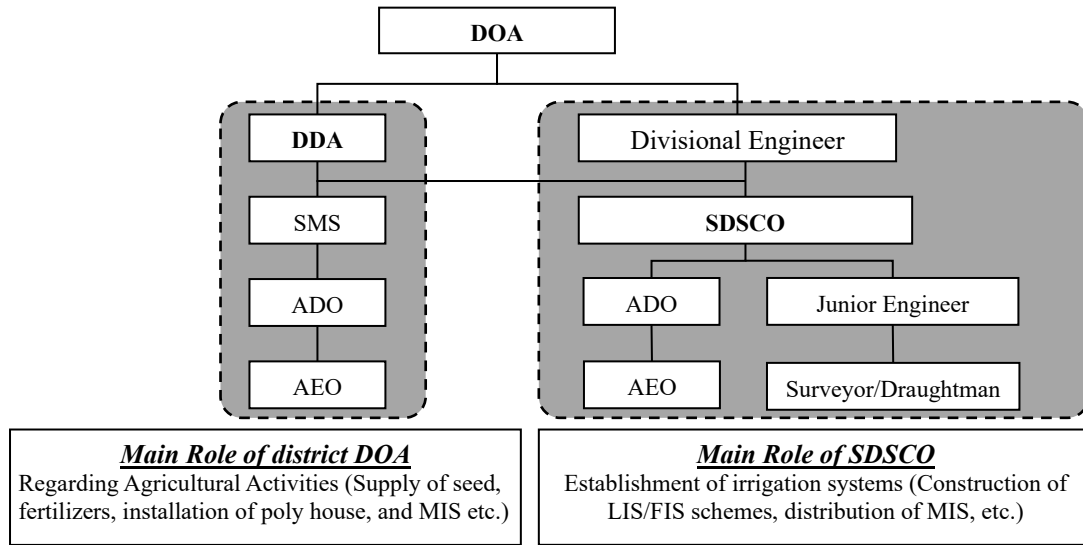 DOA
DDA
Divisional Engineer
SMS
SDSCO
ADO
ADO
Junior Engineer
AEO
AEO
Surveyor/Draughtman
Main Role of district DOA
Regarding Agricultural Activities (Supply of seed,
fertilizers, installation of poly house, and MIS etc.)
Main Role of SDSCO
Establishment of irrigation systems (Construction of
LIS/FIS schemes, distribution of MIS, etc.)